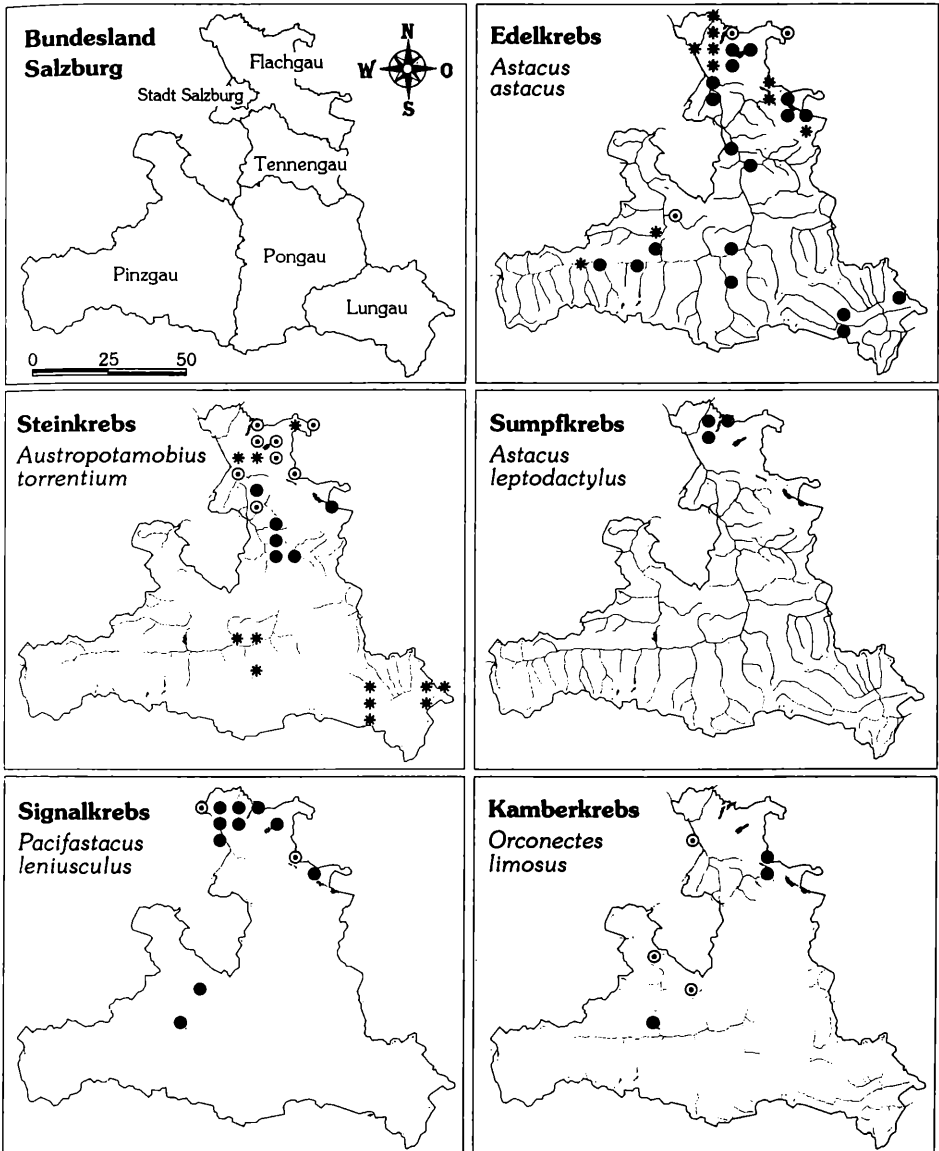 Bundesland
Salzburg
N
W O
S
Flachgau
Stadt Salzburg
Tennengau
Pongau
Pinzgau
Lungau
0 25 50
Edelkrebs
Astacus
astacus
Steinkrebs
Austropotamobius
torrentium
Sumpfkrebs
Astacus
leptodactylus
Signalkrebs
Pacifastacus
leniusculus
Kamberkrebs
Orconectes
limosus